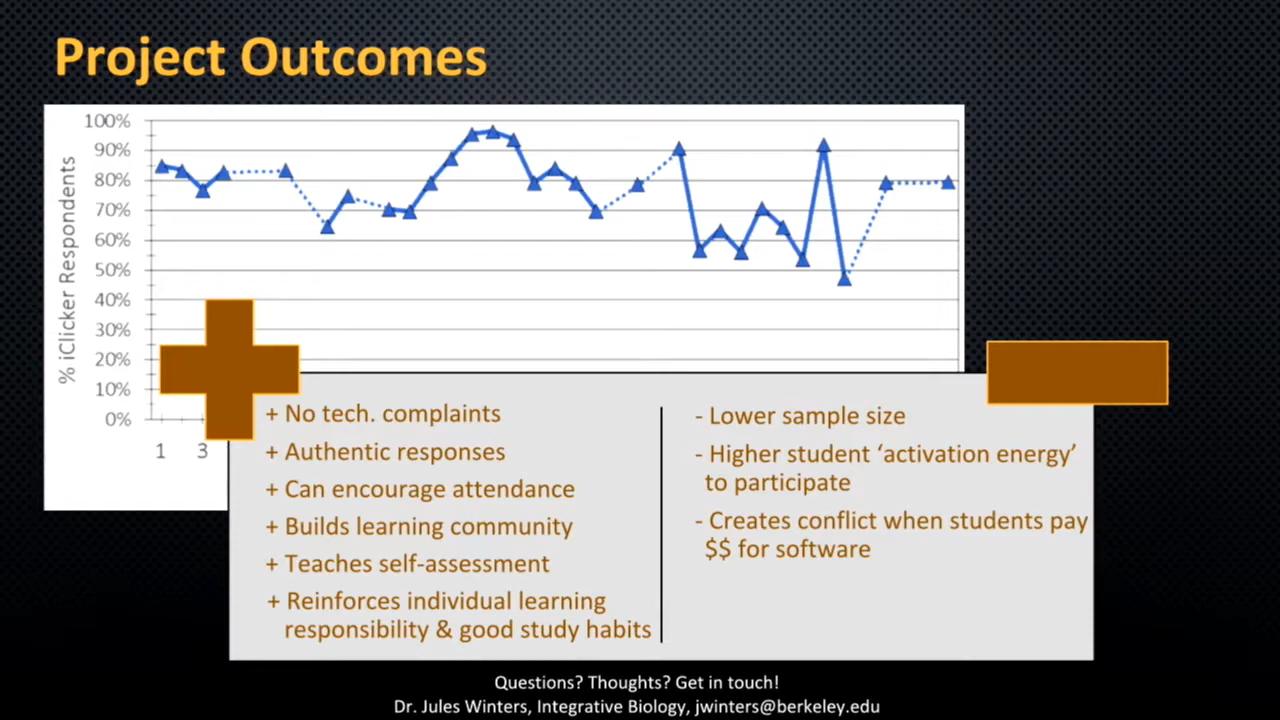 Project Outcomes
100%
90%
80%
70%
60%
50%
40%
30%
20%
10%
0%
% iClicker Respondents
1 3
+ No tech. complaints
+ Authentic responses
+ Can encourage attendance
+ Builds learning community
+ Teaches self-assessment
+ Reinforces individual learning
responsibility & good study habits
- Lower sample size
- Higher student ‘activation energy’
to participate
- Creates conflict when students pay
$$ for software
Questions? Thoughts? Get in touch!
Dr. Jules Winters, Integrative Biology, jwinters@berkeley.edu